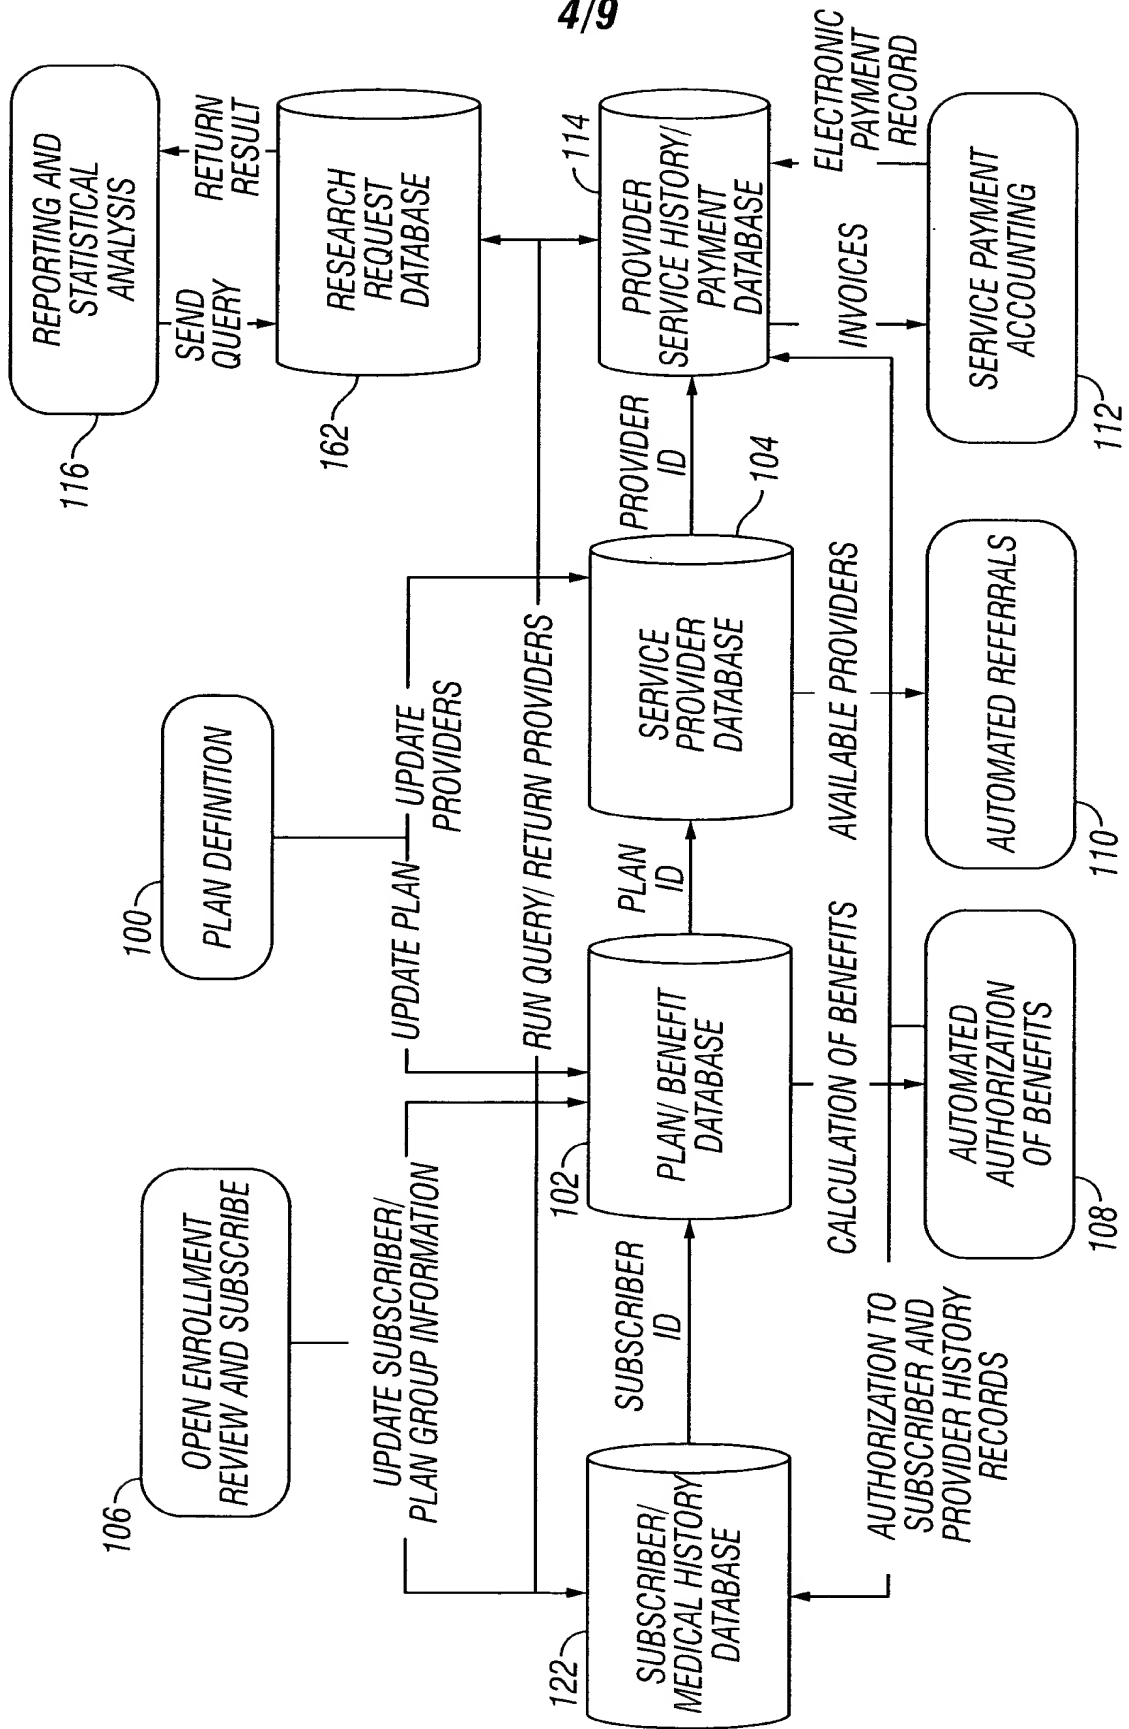 4/9
106
OPEN ENROLLMENT
REVIEW AND SUBSCRIBE
100
PLAN DEFINITION
116
REPORTING AND
STATISTICAL
ANALYSIS
UPDATE SUBSCRIBER/
PLAN GROUP INFORMATION
UPDATE PLAN
UPDATE
PROVIDERS
SEND
QUERY
RETURN
RESULT
RUN QUERY/ RETURN PROVIDERS
162
RESEARCH
REQUEST
DATABASE
122
SUBSCRIBER/
MEDICAL HISTORY
DATABASE
SUBSCRIBER
ID
102
PLAN/ BENEFIT
DATABASE
PLAN
ID
SERVICE
PROVIDER
DATABASE
104
PROVIDER
ID
PROVIDER
SERVICE HISTORY/
PAYMENT
DATABASE
114
AUTHORIZATION TO
SUBSCRIBER AND
PROVIDER HISTORY
RECORDS
CALCULATION OF BENEFITS
AVAILABLE PROVIDERS
INVOICES
ELECTRONIC
PAYMENT
RECORD
AUTOMATED
AUTHORIZATION
OF BENEFITS
108
AUTOMATED REFERRALS
110
SERVICE PAYMENT
ACCOUNTING
112